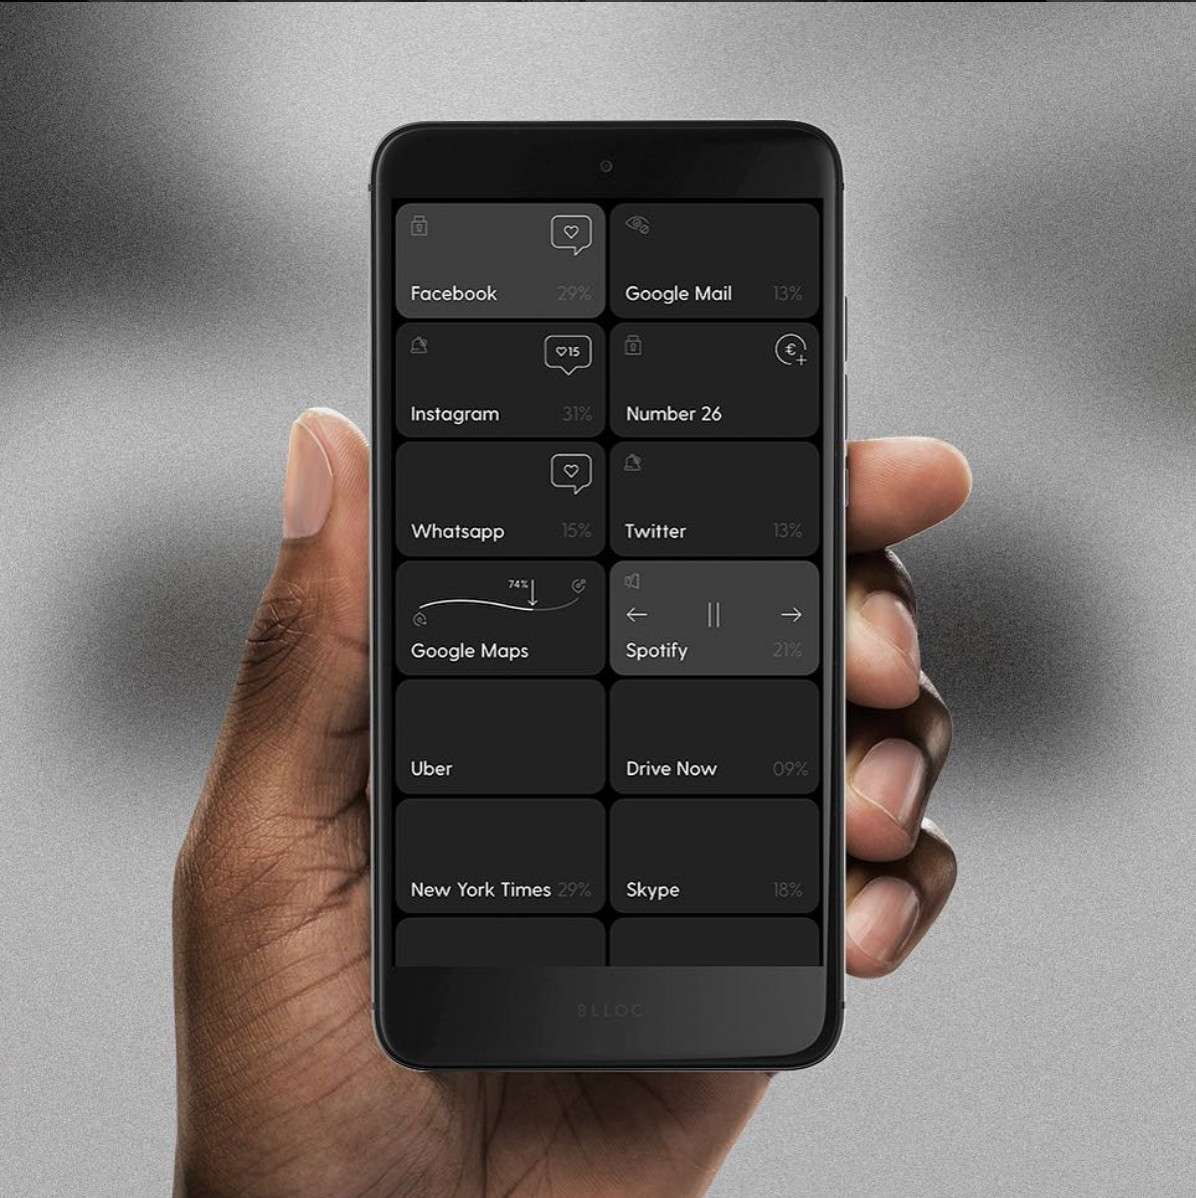 Facebook 29%
Google Mail 13%
15
Instagram 31%
€+
Number 26
Whatsapp 15%
Twitter 13%
74%
Google Maps
Spotify 21%
Uber
Drive Now 09%
New York Times 29%
Skype 18%
BLLOC